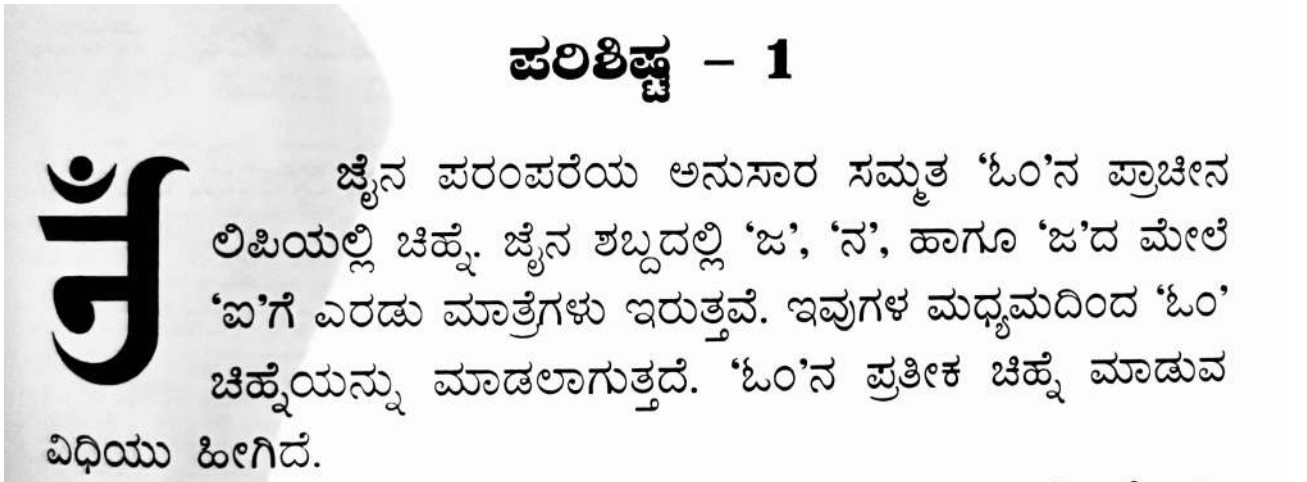 ಪರಿಶಿಷ್ಟ – 1
ಜೈನ ಪರಂಪರೆಯ ಅನುಸಾರ ಸಮ್ಮತ ‘ಓಂ’ನ ಪ್ರಾಚೀನ
ಲಿಪಿಯಲ್ಲಿ ಚಿಹ್ನೆ. ಜೈನ ಶಬ್ದದಲ್ಲಿ ‘ಜ’, ‘ನ’, ಹಾಗೂ ‘ಜ’ದ ಮೇಲೆ
‘ಐ’ಗೆ ಎರಡು ಮಾತ್ರೆಗಳು ಇರುತ್ತವೆ. ಇವುಗಳ ಮಧ್ಯಮದಿಂದ ‘ಓಂ’
ಚಿಹ್ನೆಯನ್ನು ಮಾಡಲಾಗುತ್ತದೆ. ‘ಓಂ’ನ ಪ್ರತೀಕ ಚಿಹ್ನೆ ಮಾಡುವ
ವಿಧಿಯು ಹೀಗಿದೆ.